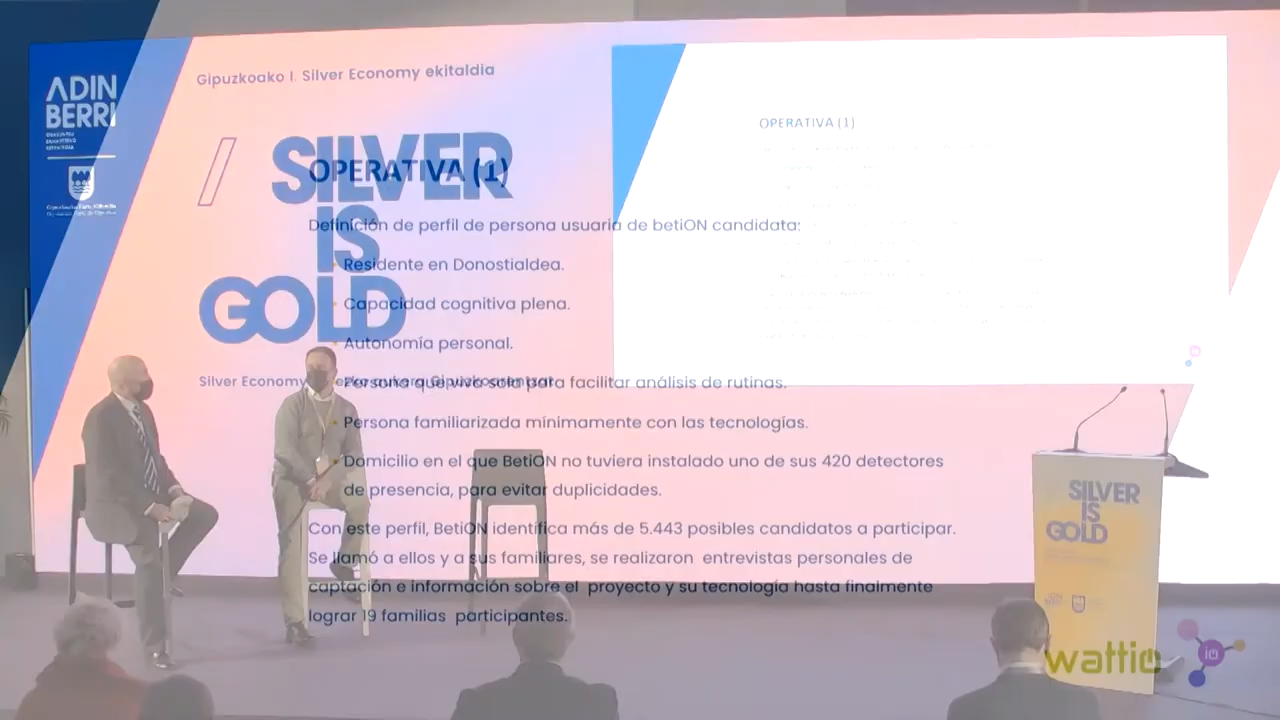 ADIN
BERRI
Gipuzkoako I. Silver Economy ekitaldia
SILVER
IS
GOLD
Silver Economy
OPERATIVA (1)
Definición de perfil de persona usuaria de betiON candidata:
Residente en Donostialdea.
Capacidad cognitiva plena.
Autonomía personal.
Persona que vive sola para facilitar análisis de rutinas.
Persona familiarizada mínimamente con las tecnologías.
Domicilio en el que BetiON no tuviera instalado uno de sus 420 detectores
de presencia, para evitar duplicidades.
Con este perfil, BetiON identifica más de 5.443 posibles candidatos a participar.
Se llamó a ellos y a sus familiares, se realizaron entrevistas personales de
captación e información sobre el proyecto y su tecnología hasta finalmente
lograr 19 familias participantes.
OPERATIVA (1)
SILVER
IS
GOLD
wattio